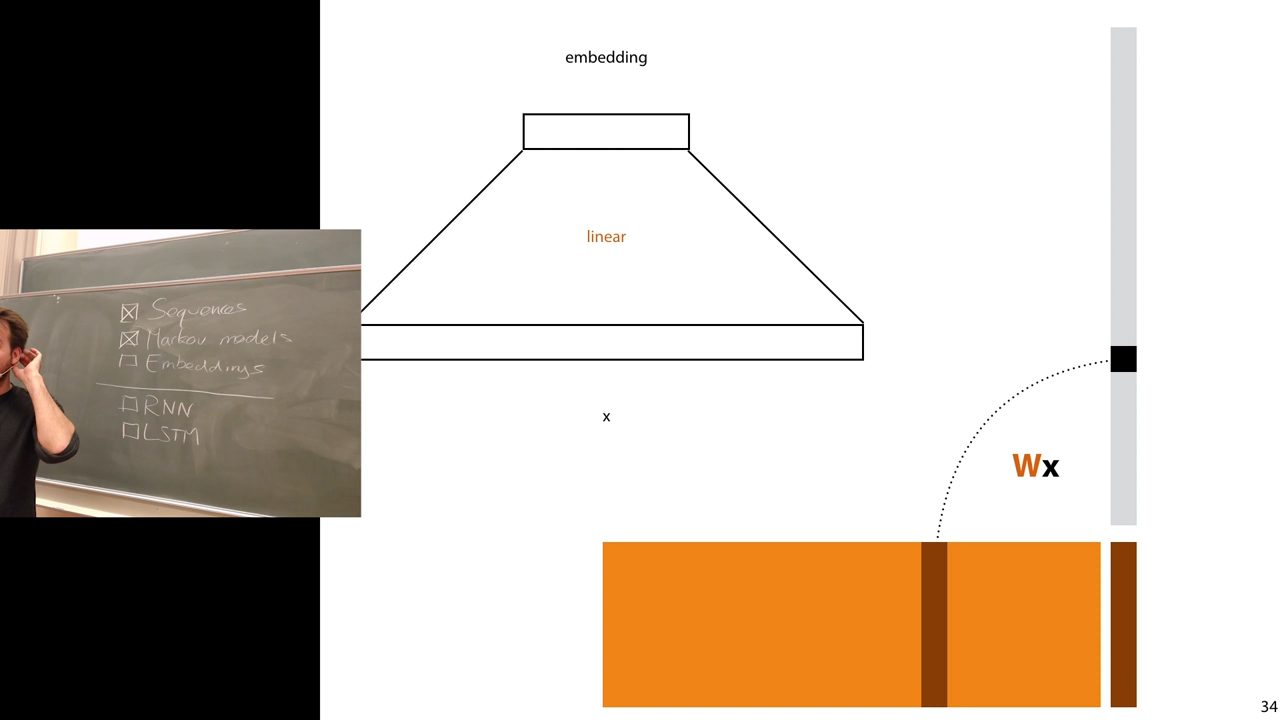 embedding
linear
x
Wx
34
Sequences
Markov models
Embeddings
RNN
LSTM